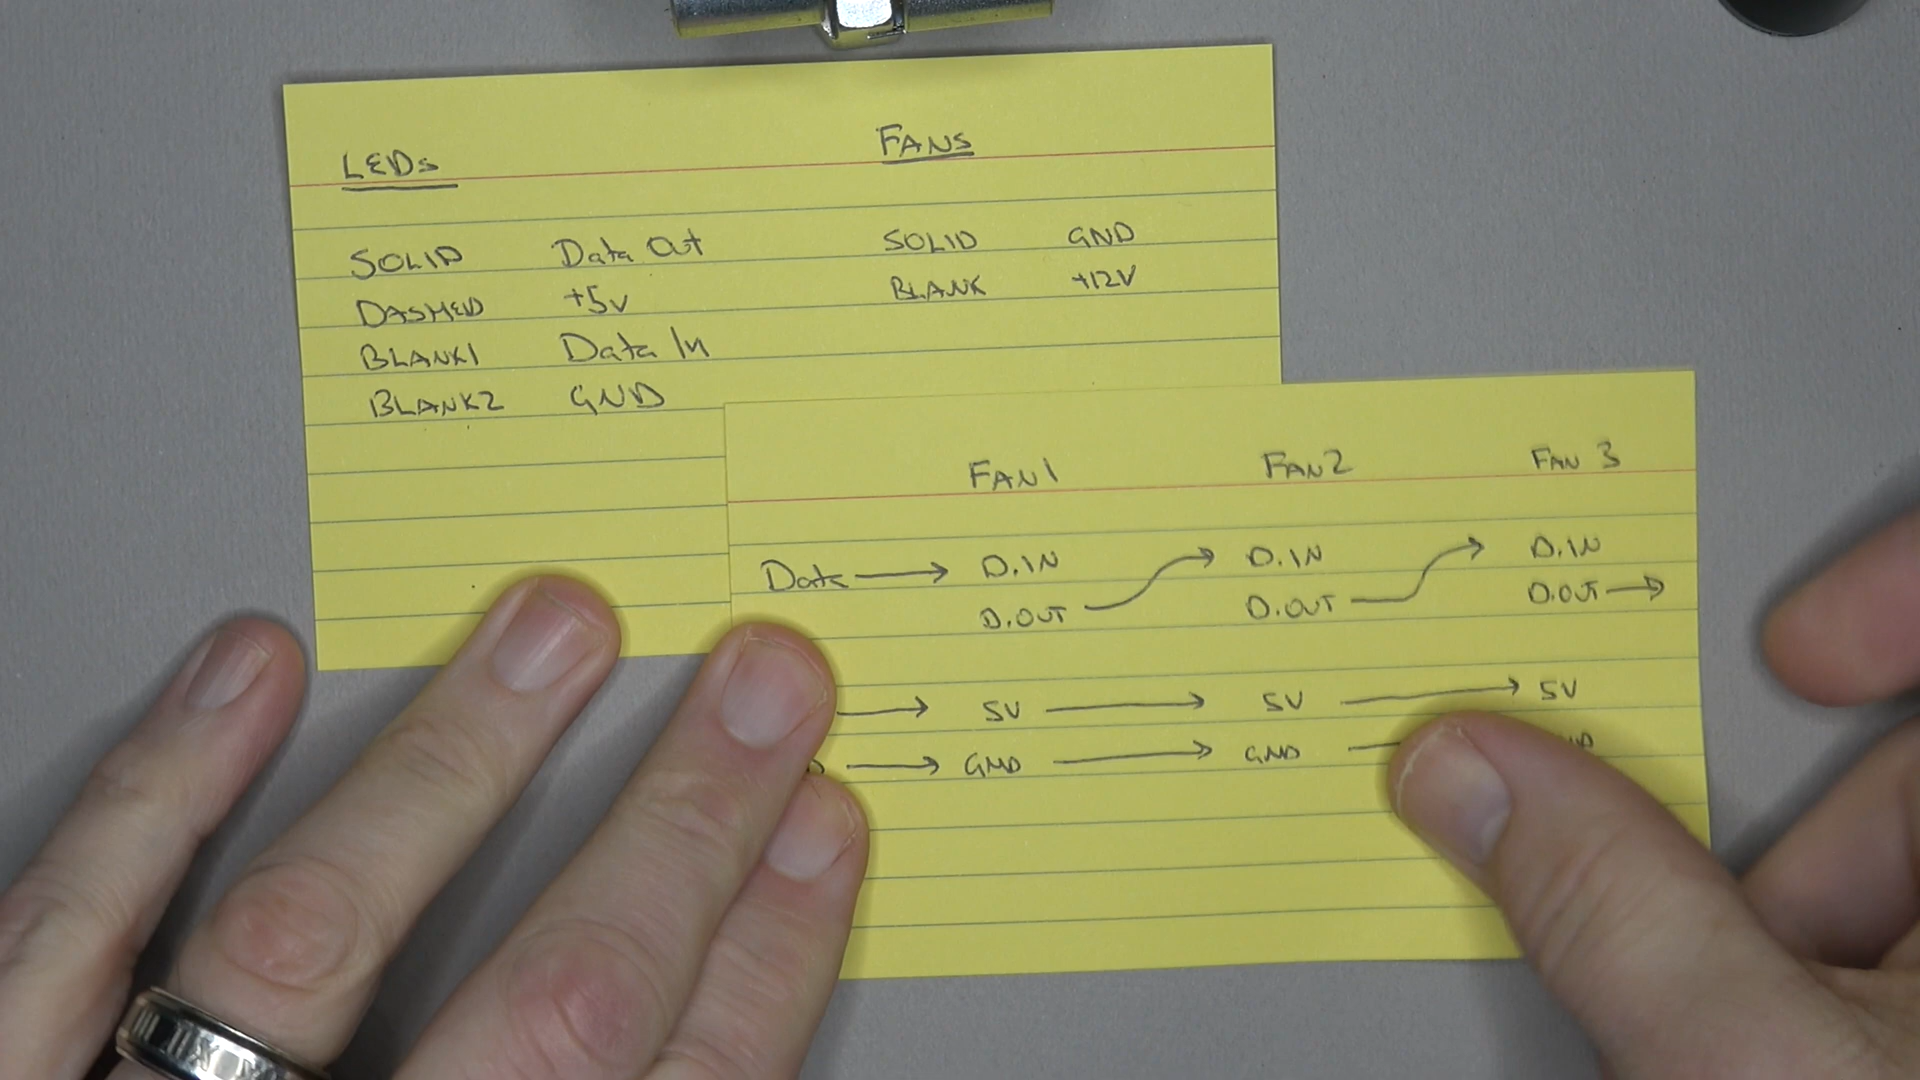 LEDs FANS
SOLID Data Out SOLID GND
DASHED +5v BLANK +12V
BLANK1 Data In
BLANK2 GND
FAN1 FAN2 FAN 3
Data → D.IN → D.IN → D.IN
D.OUT D.OUT D.OUT →
→ 5V → 5V → 5V
→ GND → GND